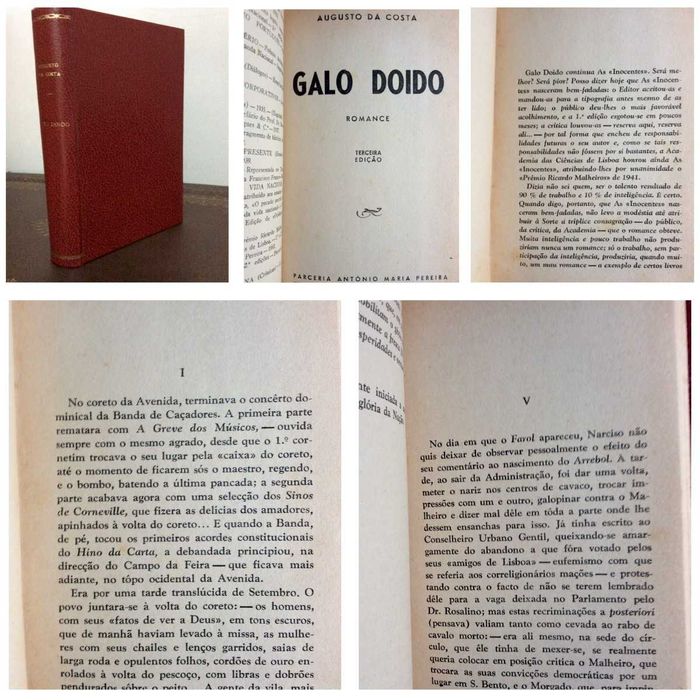 AUGUSTO
DA COSTA
GALO DOIDO
AUGUSTO DA COSTA
GALO DOIDO
ROMANCE
TERCEIRA
EDIÇÃO
PARCERIA ANTÓNIO MARIA PEREIRA
Galo Doido continua As «Inocentes». Será me-
lhor? Será pior? Posso dizer hoje que As «Inocen-
tes» nasceram bem-fadadas: o Editor aceitou-as e
mandou-as para a tipografia antes mesmo de as
ter lido; o público deu-lhes o mais favorável
acolhimento, e a 1.ª edição esgotou-se em poucos
meses; a crítica louvou-as — reserva aqui, reserva
ali... — por tal forma que encheu de responsabi-
lidades futuras o seu autor e, como se tais res-
ponsabilidades não fôssem por si bastantes, a Aca-
demia das Ciências de Lisboa honrou ainda As
«Inocentes», atribuindo-lhes por unanimidade o
«Prémio Ricardo Malheiros» de 1941.
Dizia não sei quem, ser o talento resultado de
90 % de trabalho e 10 % de inteligência. E certo.
Quando digo, portanto, que As «Inocentes» nas-
ceram bem-fadadas, não levo a modéstia até atri-
buir à Sorte a tríplice consagração — do público,
da crítica, da Academia — que o romance obteve.
Muita inteligência e pouco trabalho não produ-
ziriam nunca um romance; só o trabalho, sem par-
ticipação da inteligência, produziria, quando mui-
to, um mau romance — a exemplo de certos livros
I
No coreto da Avenida, terminava o concêrto do-
minical da Banda de Caçadores. A primeira parte
rematara com A Greve dos Músicos, — ouvida
sempre com o mesmo agrado, desde que o 1.º cor-
netim trocava o seu lugar pela «caixa» do coreto,
até ao momento de ficarem sós o maestro, regendo,
e o bombo, batendo a última pancada; a segunda
parte acabava agora com uma selecção dos Sinos
de Corneville, que fizera as delícias dos amadores,
apinhados à volta do coreto... E quando a Banda,
de pé, tocou os primeiros acordes constitucionais
do Hino da Carta, a debandada principiou, na
direcção do Campo da Feira — que ficava mais
adiante, no tôpo ocidental da Avenida.
Era por uma tarde translúcida de Setembro. O
povo juntara-se à volta do coreto: — os homens,
com seus «fatos de ver a Deus», em tons escuros,
que de manhã haviam levado à missa, as mulhe-
res com seus chailes e lenços garridos, saias de
larga roda e opulentos folhos, cordões de ouro en-
rolados à volta do pescoço, com libras e dobrões
pendurados sôbre o peito... A gente da vila, mais
V
No dia em que o Farol apareceu, Narciso não
quis deixar de observar pessoalmente o efeito do
seu comentário ao nascimento do Arrebol. A tar-
de, ao sair da Administração, foi dar uma volta,
meter o nariz nos centros de cavaco, trocar im-
pressões com um e outro, galopinar contra o Ma-
lheiro e dizer mal dêle em tôda a parte onde lhe
dessem ensanchas para isso. Já tinha escrito ao
Conselheiro Urbano Gentil, queixando-se amar-
gamente do abandono a que fôra votado pelos
seus «amigos de Lisboa» — eufemismo com que
se referia aos correligionários mações — e protes-
tando contra o facto de não se terem lembrado
dêle para a vaga deixada no Parlamento pelo
Dr. Rosalino; mas estas recriminações a posteriori
(pensava) valiam tanto como cevada ao rabo de
cavalo morto: — era ali mesmo, na sede do cír-
culo, que êle tinha de mexer-se, se realmente
queria colocar em posição crítica o Malheiro, que
trocara as suas convicções democráticas por um
lugar em S. Bento, e o Morgado, que para impio